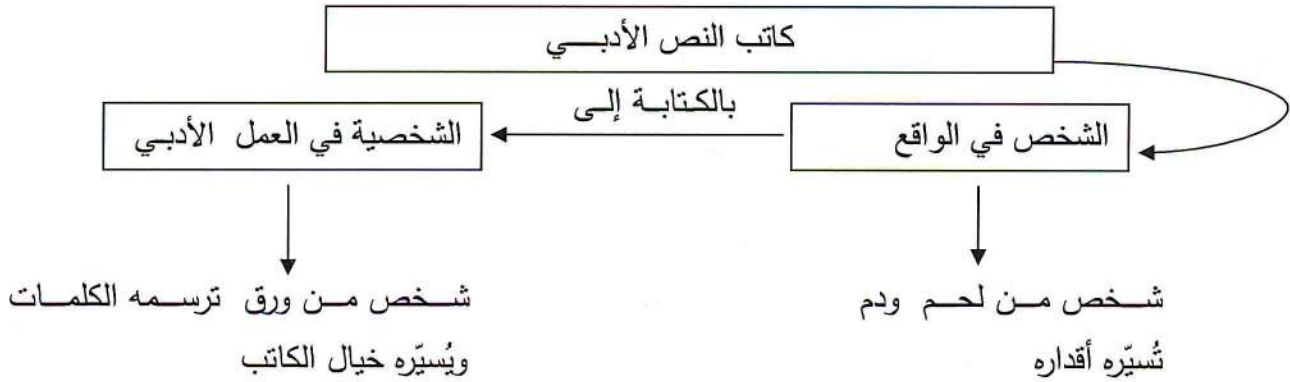 كاتب النص الأدبي
بالكتابة إلى
الشخص في الواقع
الشخصية في العمل الأدبي
شخص من لحم ودم
تُسيّره أقداره
شخص من ورق ترسمه الكلمات
ويُسيّره خيال الكاتب